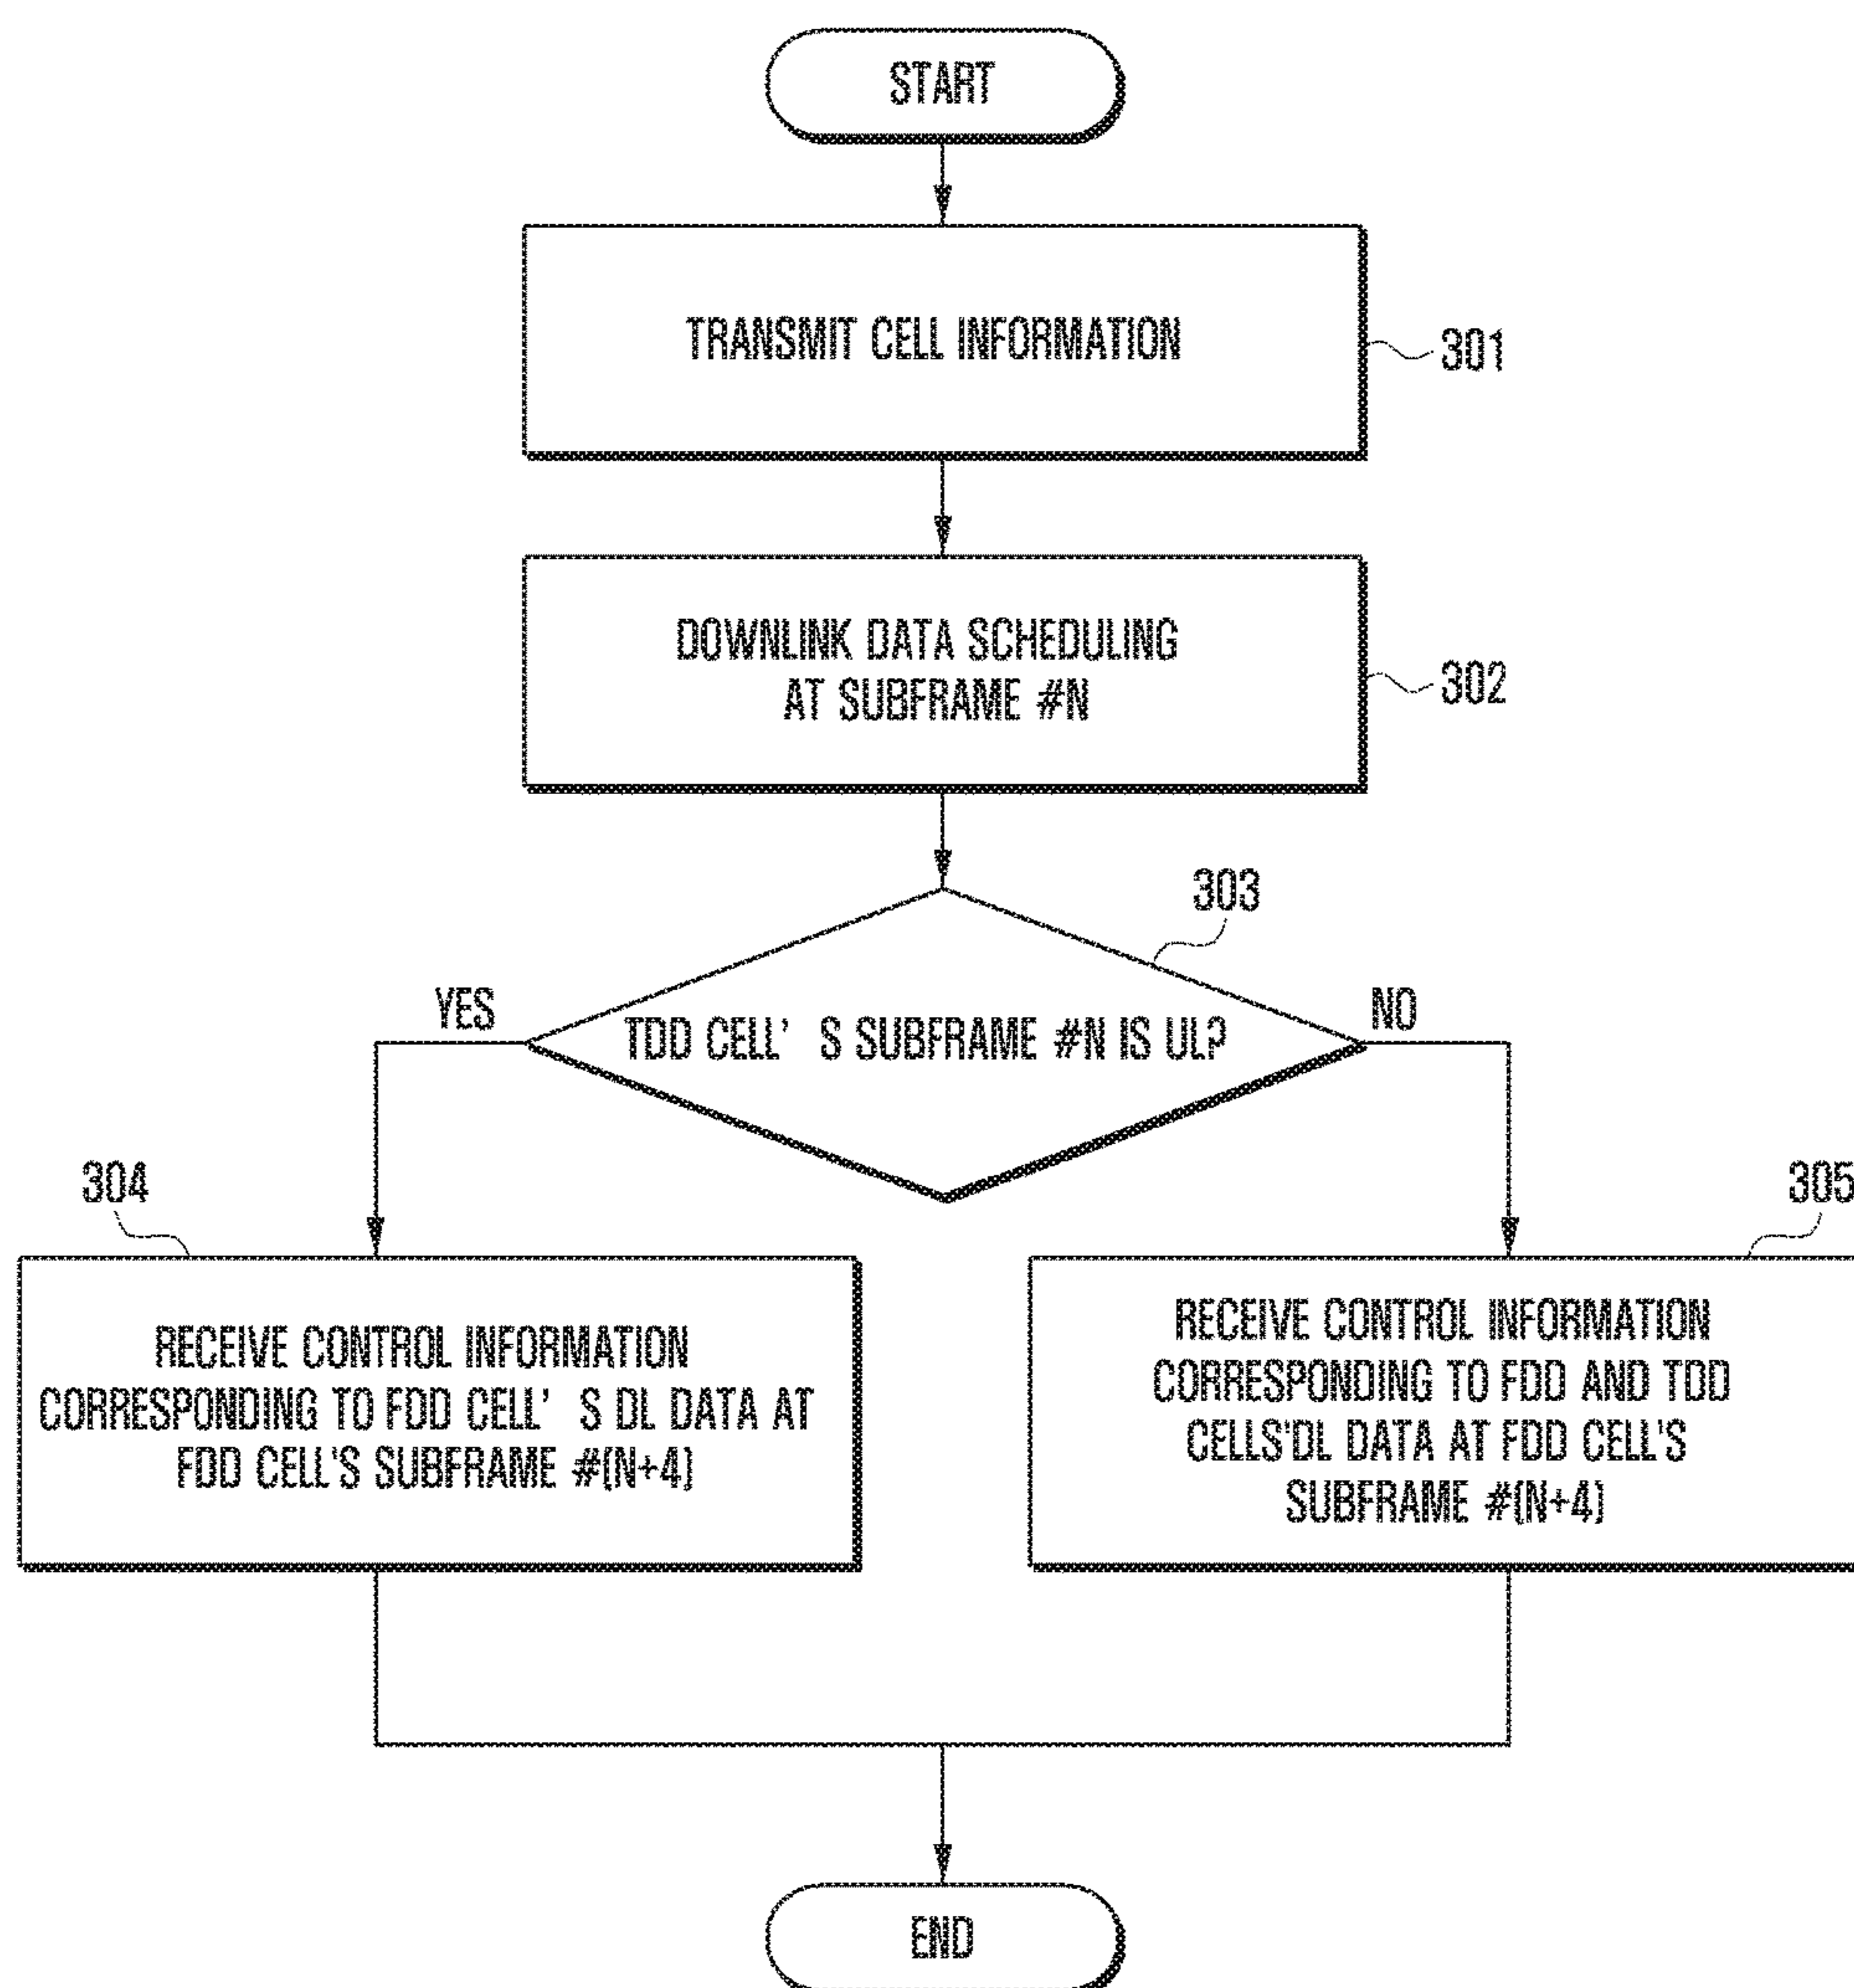 START
TRANSMIT CELL INFORMATION
301
DOWNLINK DATA SCHEDULING
AT SUBFRAME #N
302
303
YES
TDD CELL' S SUBFRAME #N IS UL?
NO
304
305
RECEIVE CONTROL INFORMATION
CORRESPONDING TO FDD CELL' S DL DATA AT
FDD CELL'S SUBFRAME #(N+4)
RECEIVE CONTROL INFORMATION
CORRESPONDING TO FDD AND TDD
CELLS'DL DATA AT FDD CELL'S
SUBFRAME #(N+4)
END